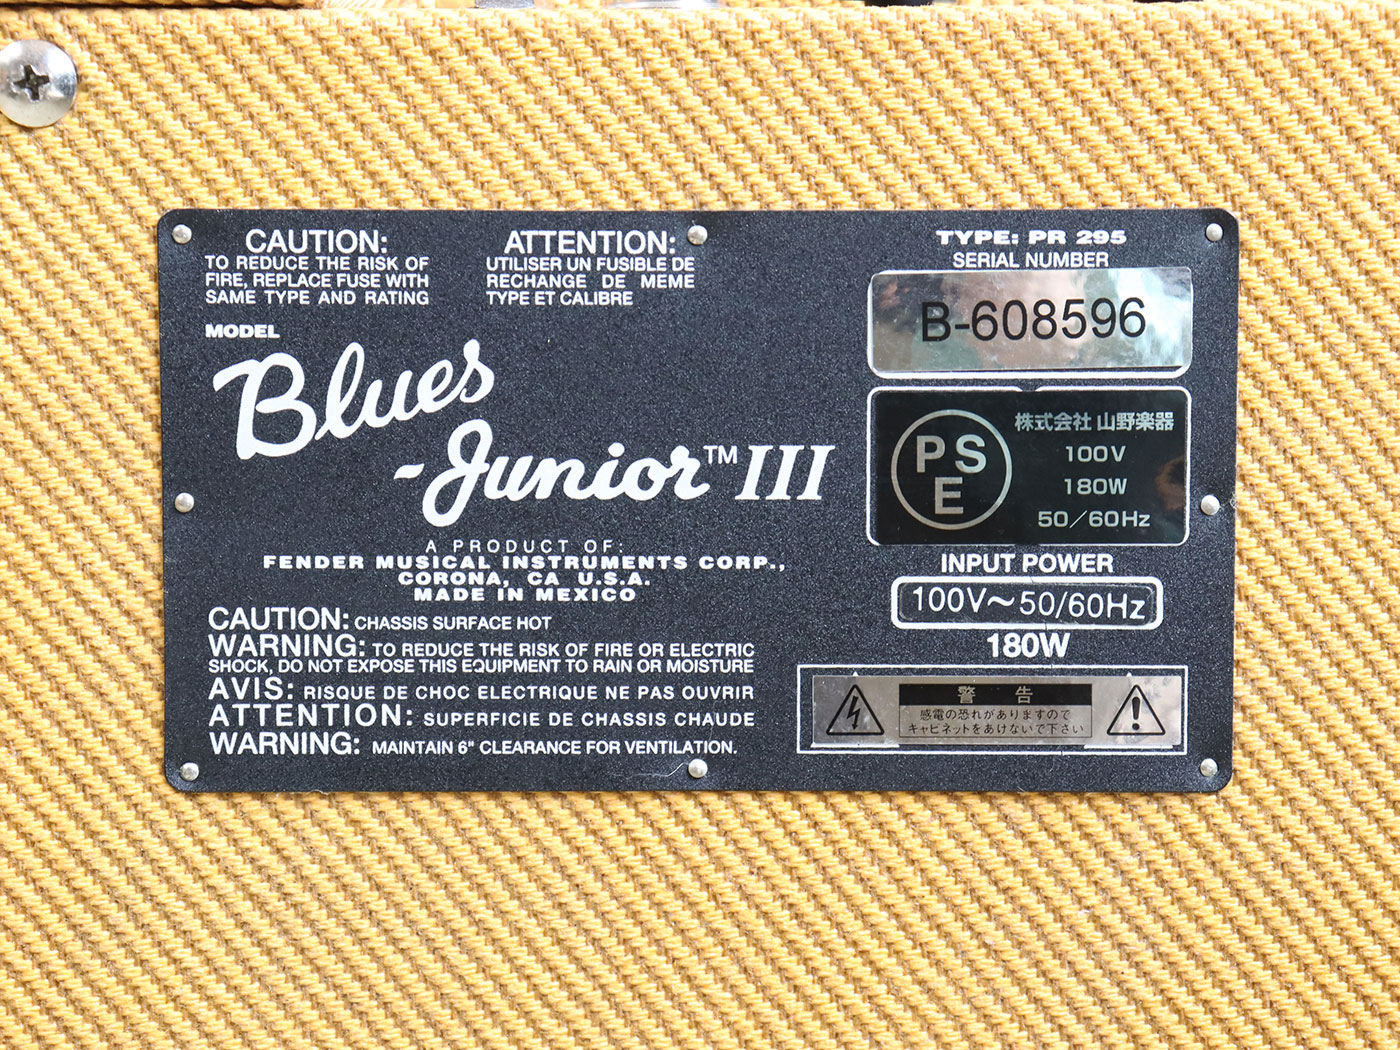 CAUTION:
TO REDUCE THE RISK OF
FIRE, REPLACE FUSE WITH
SAME TYPE AND RATING
ATTENTION:
UTILISER UN FUSIBLE DE
RECHANGE DE MEME
TYPE ET CALIBRE
MODEL
Blues
-Junior™ III
A PRODUCT OF:
FENDER MUSICAL INSTRUMENTS CORP.,
CORONA, CA U.S.A.
MADE IN MEXICO
CAUTION: CHASSIS SURFACE HOT
WARNING: TO REDUCE THE RISK OF FIRE OR ELECTRIC
SHOCK, DO NOT EXPOSE THIS EQUIPMENT TO RAIN OR MOISTURE
AVIS: RISQUE DE CHOC ELECTRIQUE NE PAS OUVRIR
ATTENTION: SUPERFICIE DE CHASSIS CHAUDE
WARNING: MAINTAIN 6" CLEARANCE FOR VENTILATION.
TYPE: PR 295
SERIAL NUMBER
B-608596
PS
E
株式会社 山野楽器
100V
180W
50/60Hz
INPUT POWER
100V~50/60Hz
180W
警 告
感電の恐れがありますので
キャビネットをあけないで下さい